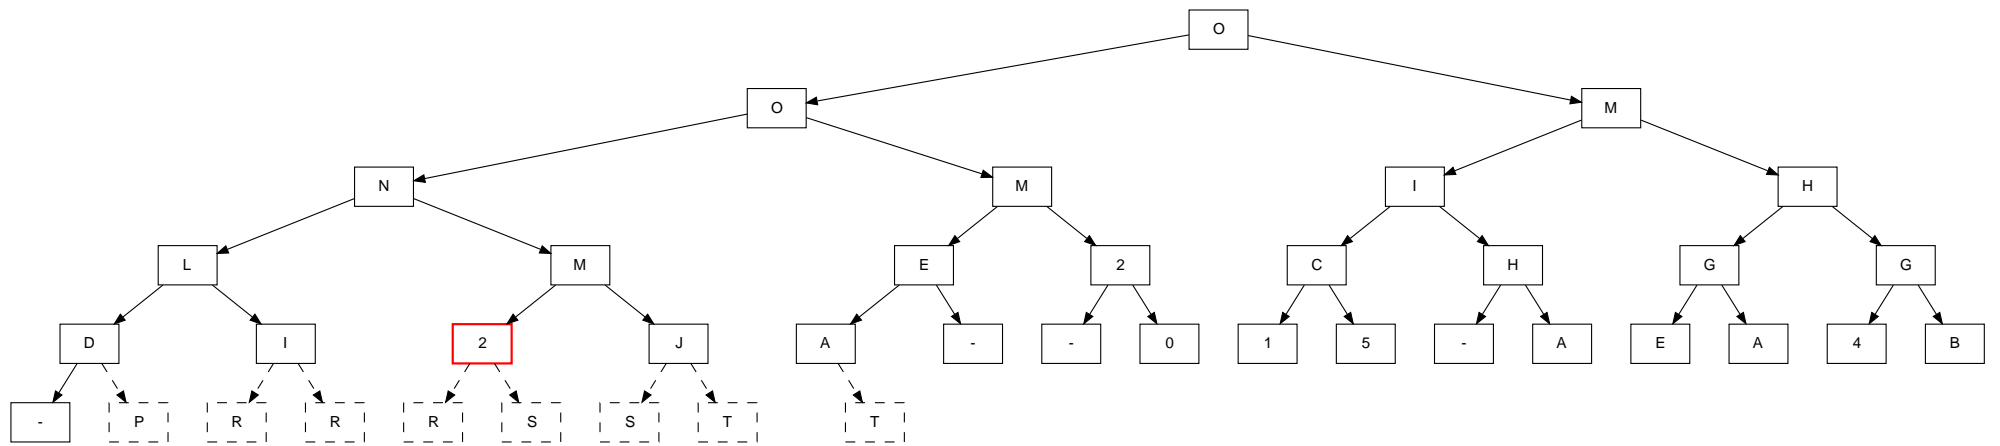 O
O M
N M I H
L M E 2 C H G G
D I 2 J A - - 0 1 5 - A E A 4 B
- P R R R S S T T